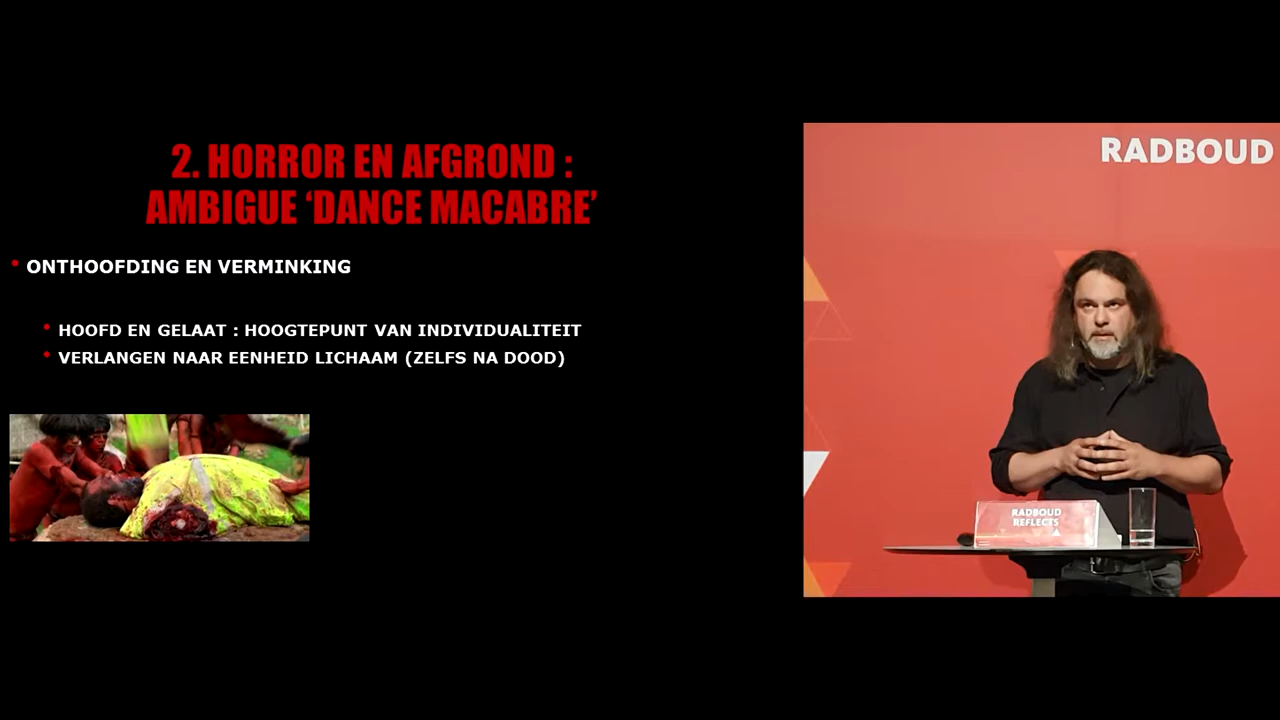 2. HORROR EN AFGROND :
AMBIGUE ‘DANCE MACABRE’
• ONTHOOFDING EN VERMINKING
• HOOFD EN GELAAT : HOOGTEPUNT VAN INDIVIDUALITEIT
• VERLANGEN NAAR EENHEID LICHAAM (ZELFS NA DOOD)
RADBOUD
RADBOUD
REFLECTS